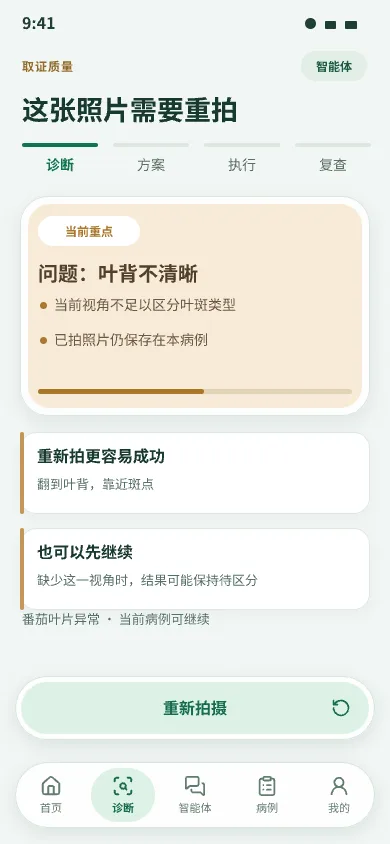 9:41
取证质量
智能体
这张照片需要重拍
诊断
方案
执行
复查
当前重点
问题：叶背不清晰
当前视角不足以区分叶斑类型
已拍照片仍保存在本病例
重新拍更容易成功
翻到叶背，靠近斑点
也可以先继续
缺少这一视角时，结果可能保持待区分
番茄叶片异常 · 当前病例可继续
重新拍摄
首页
诊断
智能体
病例
我的